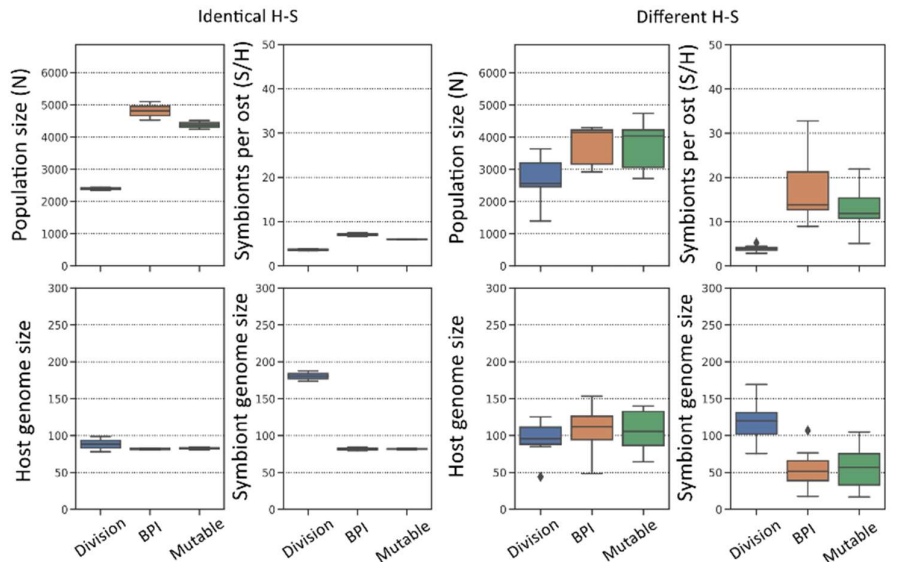 Identical H-S
Different H-S
Population size (N)
6000
5000
4000
3000
2000
1000
0
Symbionts per ost (S/H)
50
40
30
20
10
0
Population size (N)
6000
5000
4000
3000
2000
1000
0
Symbionts per ost (S/H)
50
40
30
20
10
0
Host genome size
300
250
200
150
100
50
0
Division
BPI
Mutable
Symbiont genome size
300
250
200
150
100
50
0
Division
BPI
Mutable
Host genome size
300
250
200
150
100
50
0
Division
BPI
Mutable
Symbiont genome size
300
250
200
150
100
50
0
Division
BPI
Mutable